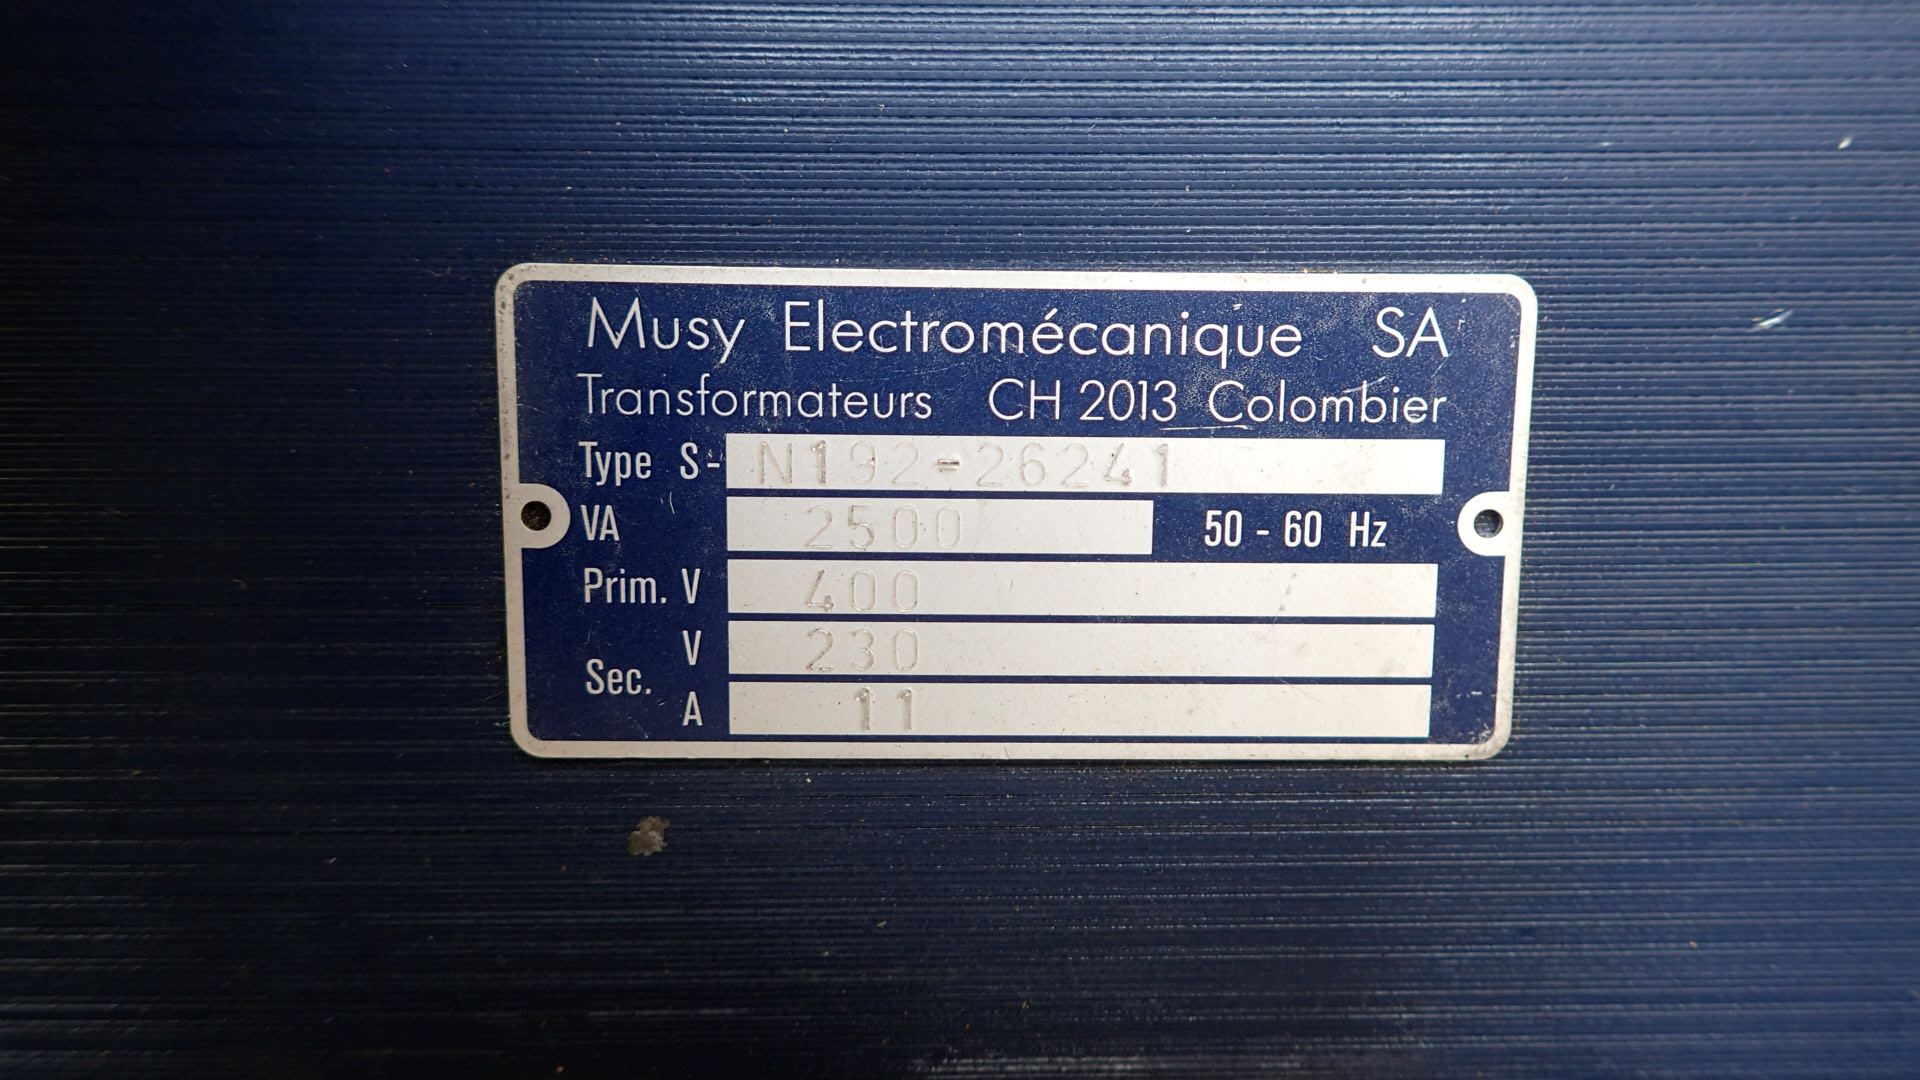 Musy Electromécanique SA
Transformateurs CH 2013 Colombier
Type S- N192-26241
VA 2500 50 - 60 Hz
Prim. V 400
Sec. V 230
A 11